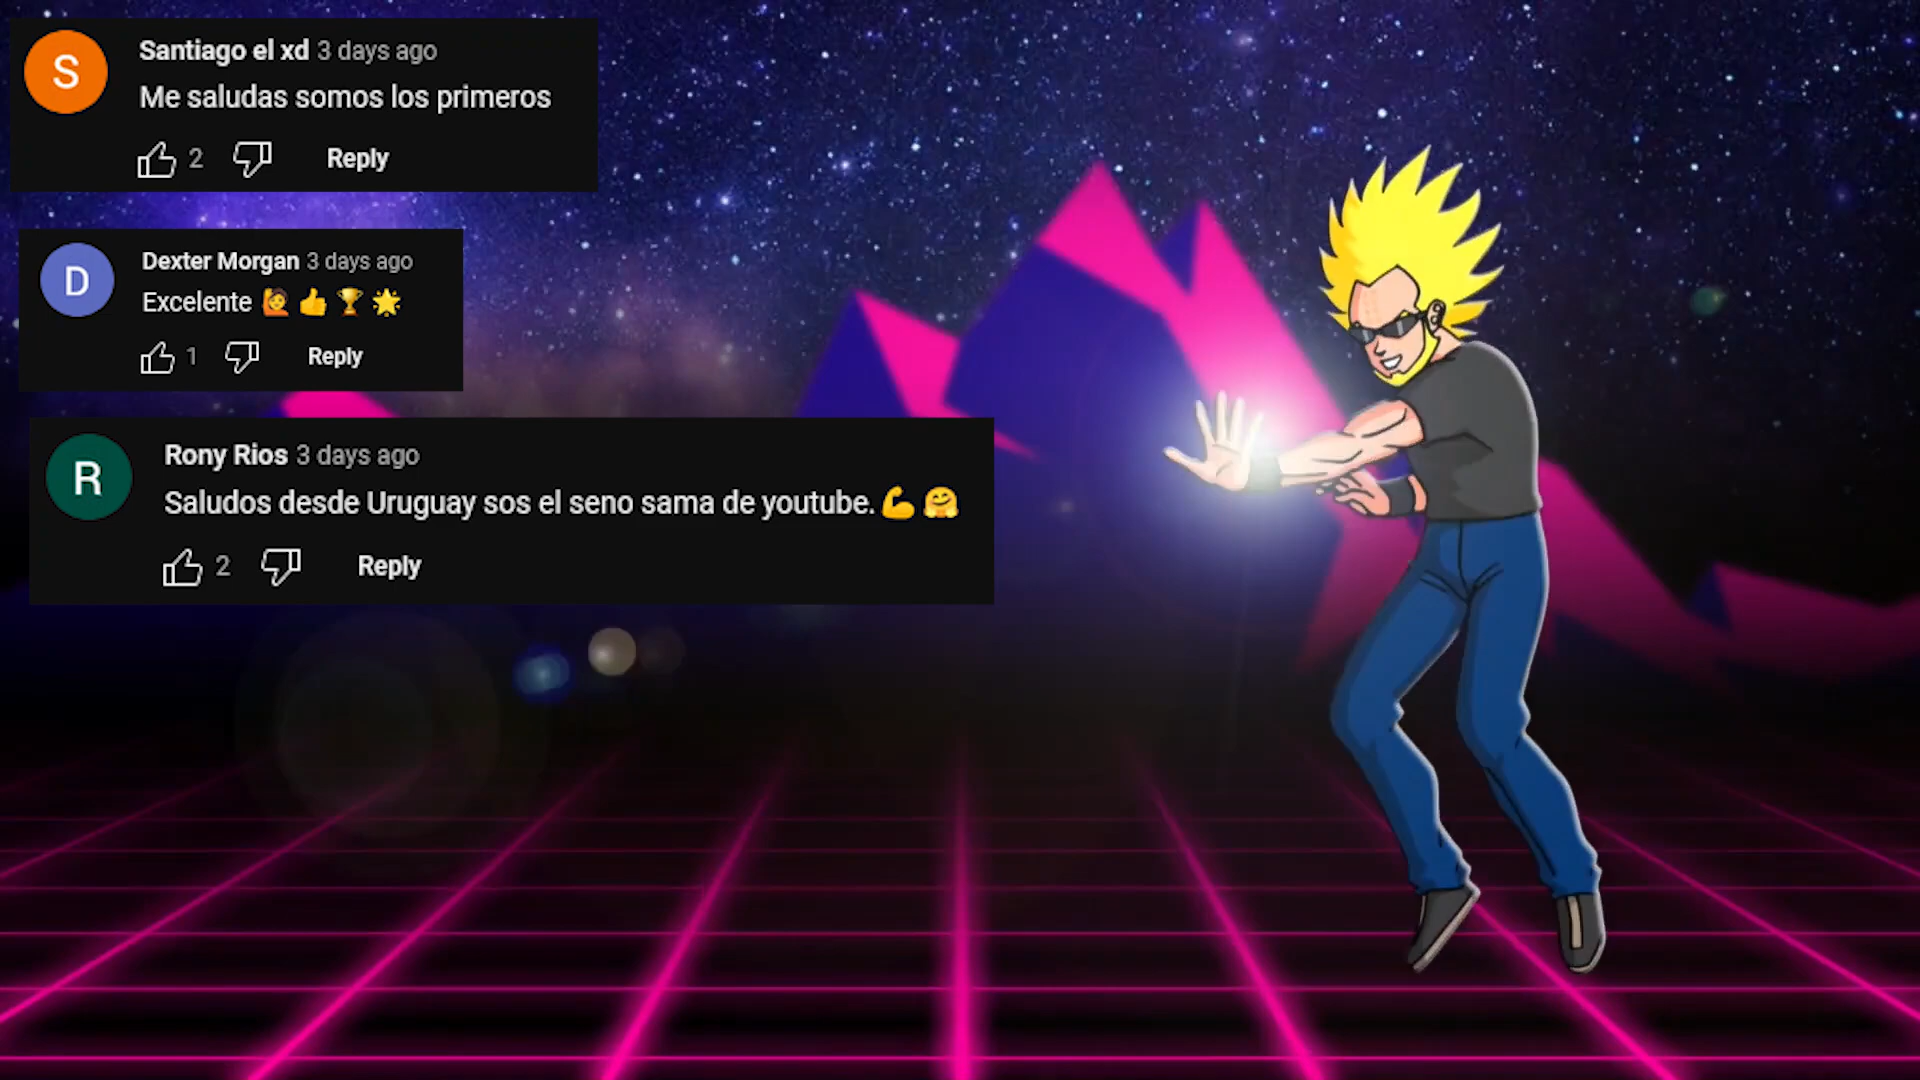 S
Santiago el xd 3 days ago
Me saludas somos los primeros
2 Reply
D
Dexter Morgan 3 days ago
Excelente 🙋 👍 🏆 🌟
1 Reply
R
Rony Rios 3 days ago
Saludos desde Uruguay sos el seno sama de youtube.💪 🤗
2 Reply